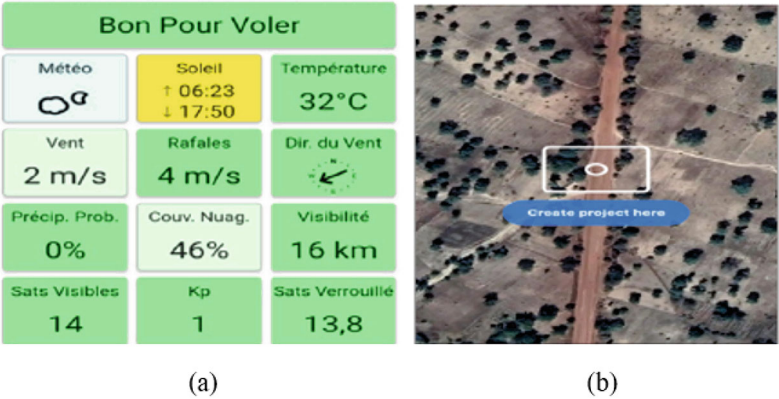 Bon Pour Voler
Météo
Soleil
Température
↑ 06:23
↓ 17:50
32°C
Vent
Rafales
Dir. du Vent
2 m/s
4 m/s
Précip. Prob.
Couv. Nuag.
Visibilité
0%
46%
16 km
Sats Visibles
Kp
Sats Verrouillé
14
1
13,8
Create project here
(a)
(b)